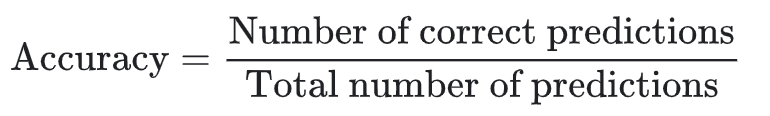 Accuracy = Number of correct predictions
Total number of predictions